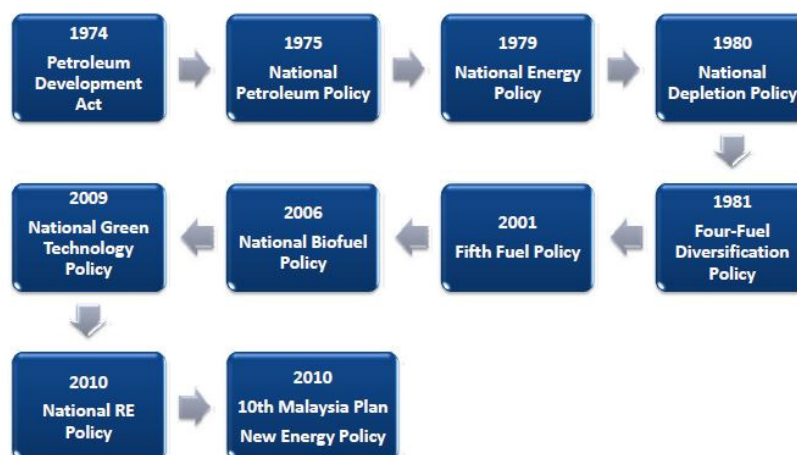 1974
Petroleum
Development
Act
1975
National
Petroleum Policy
1979
National Energy
Policy
1980
National
Depletion Policy
1981
Four-Fuel
Diversification
Policy
2001
Fifth Fuel Policy
2006
National Biofuel
Policy
2009
National Green
Technology
Policy
2010
National RE
Policy
2010
10th Malaysia Plan
New Energy Policy